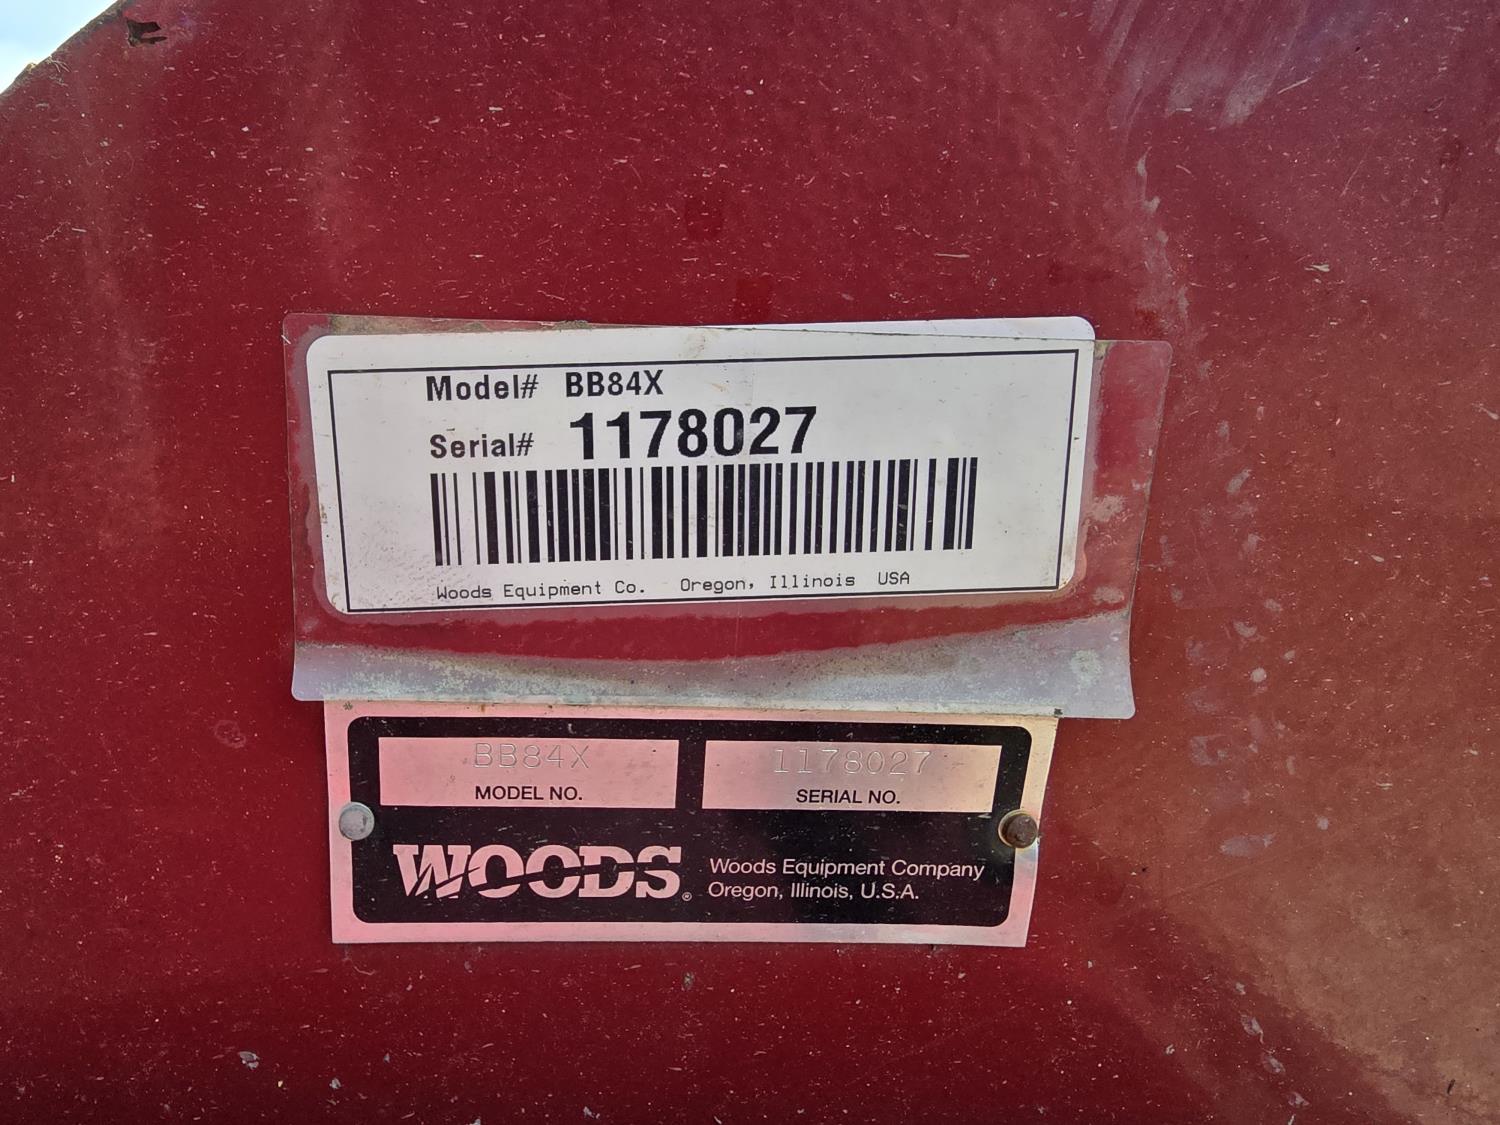 Model# BB84X
Serial# 1178027
Woods Equipment Co. Oregon, Illinois USA
BB84X 1178027
MODEL NO. SERIAL NO.
WOODS® Woods Equipment Company
Oregon, Illinois, U.S.A.